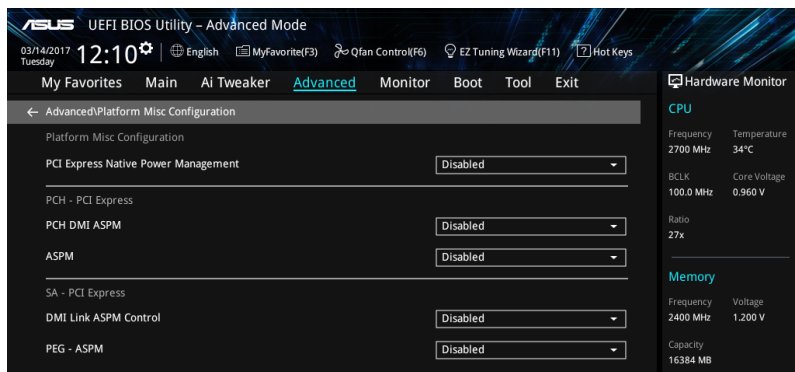 ASUS UEFI BIOS Utility – Advanced Mode
03/14/2017 Tuesday 12:10 English MyFavorite(F3) Qfan Control(F6) EZ Tuning Wizard(F11) ? Hot Keys
My Favorites Main Ai Tweaker Advanced Monitor Boot Tool Exit
← Advanced\Platform Misc Configuration
Platform Misc Configuration
PCI Express Native Power Management Disabled
PCH - PCI Express
PCH DMI ASPM Disabled
ASPM Disabled
SA - PCI Express
DMI Link ASPM Control Disabled
PEG - ASPM Disabled
Hardware Monitor
CPU
Frequency Temperature
2700 MHz 34°C
BCLK Core Voltage
100.0 MHz 0.960 V
Ratio
27x
Memory
Frequency Voltage
2400 MHz 1.200 V
Capacity
16384 MB